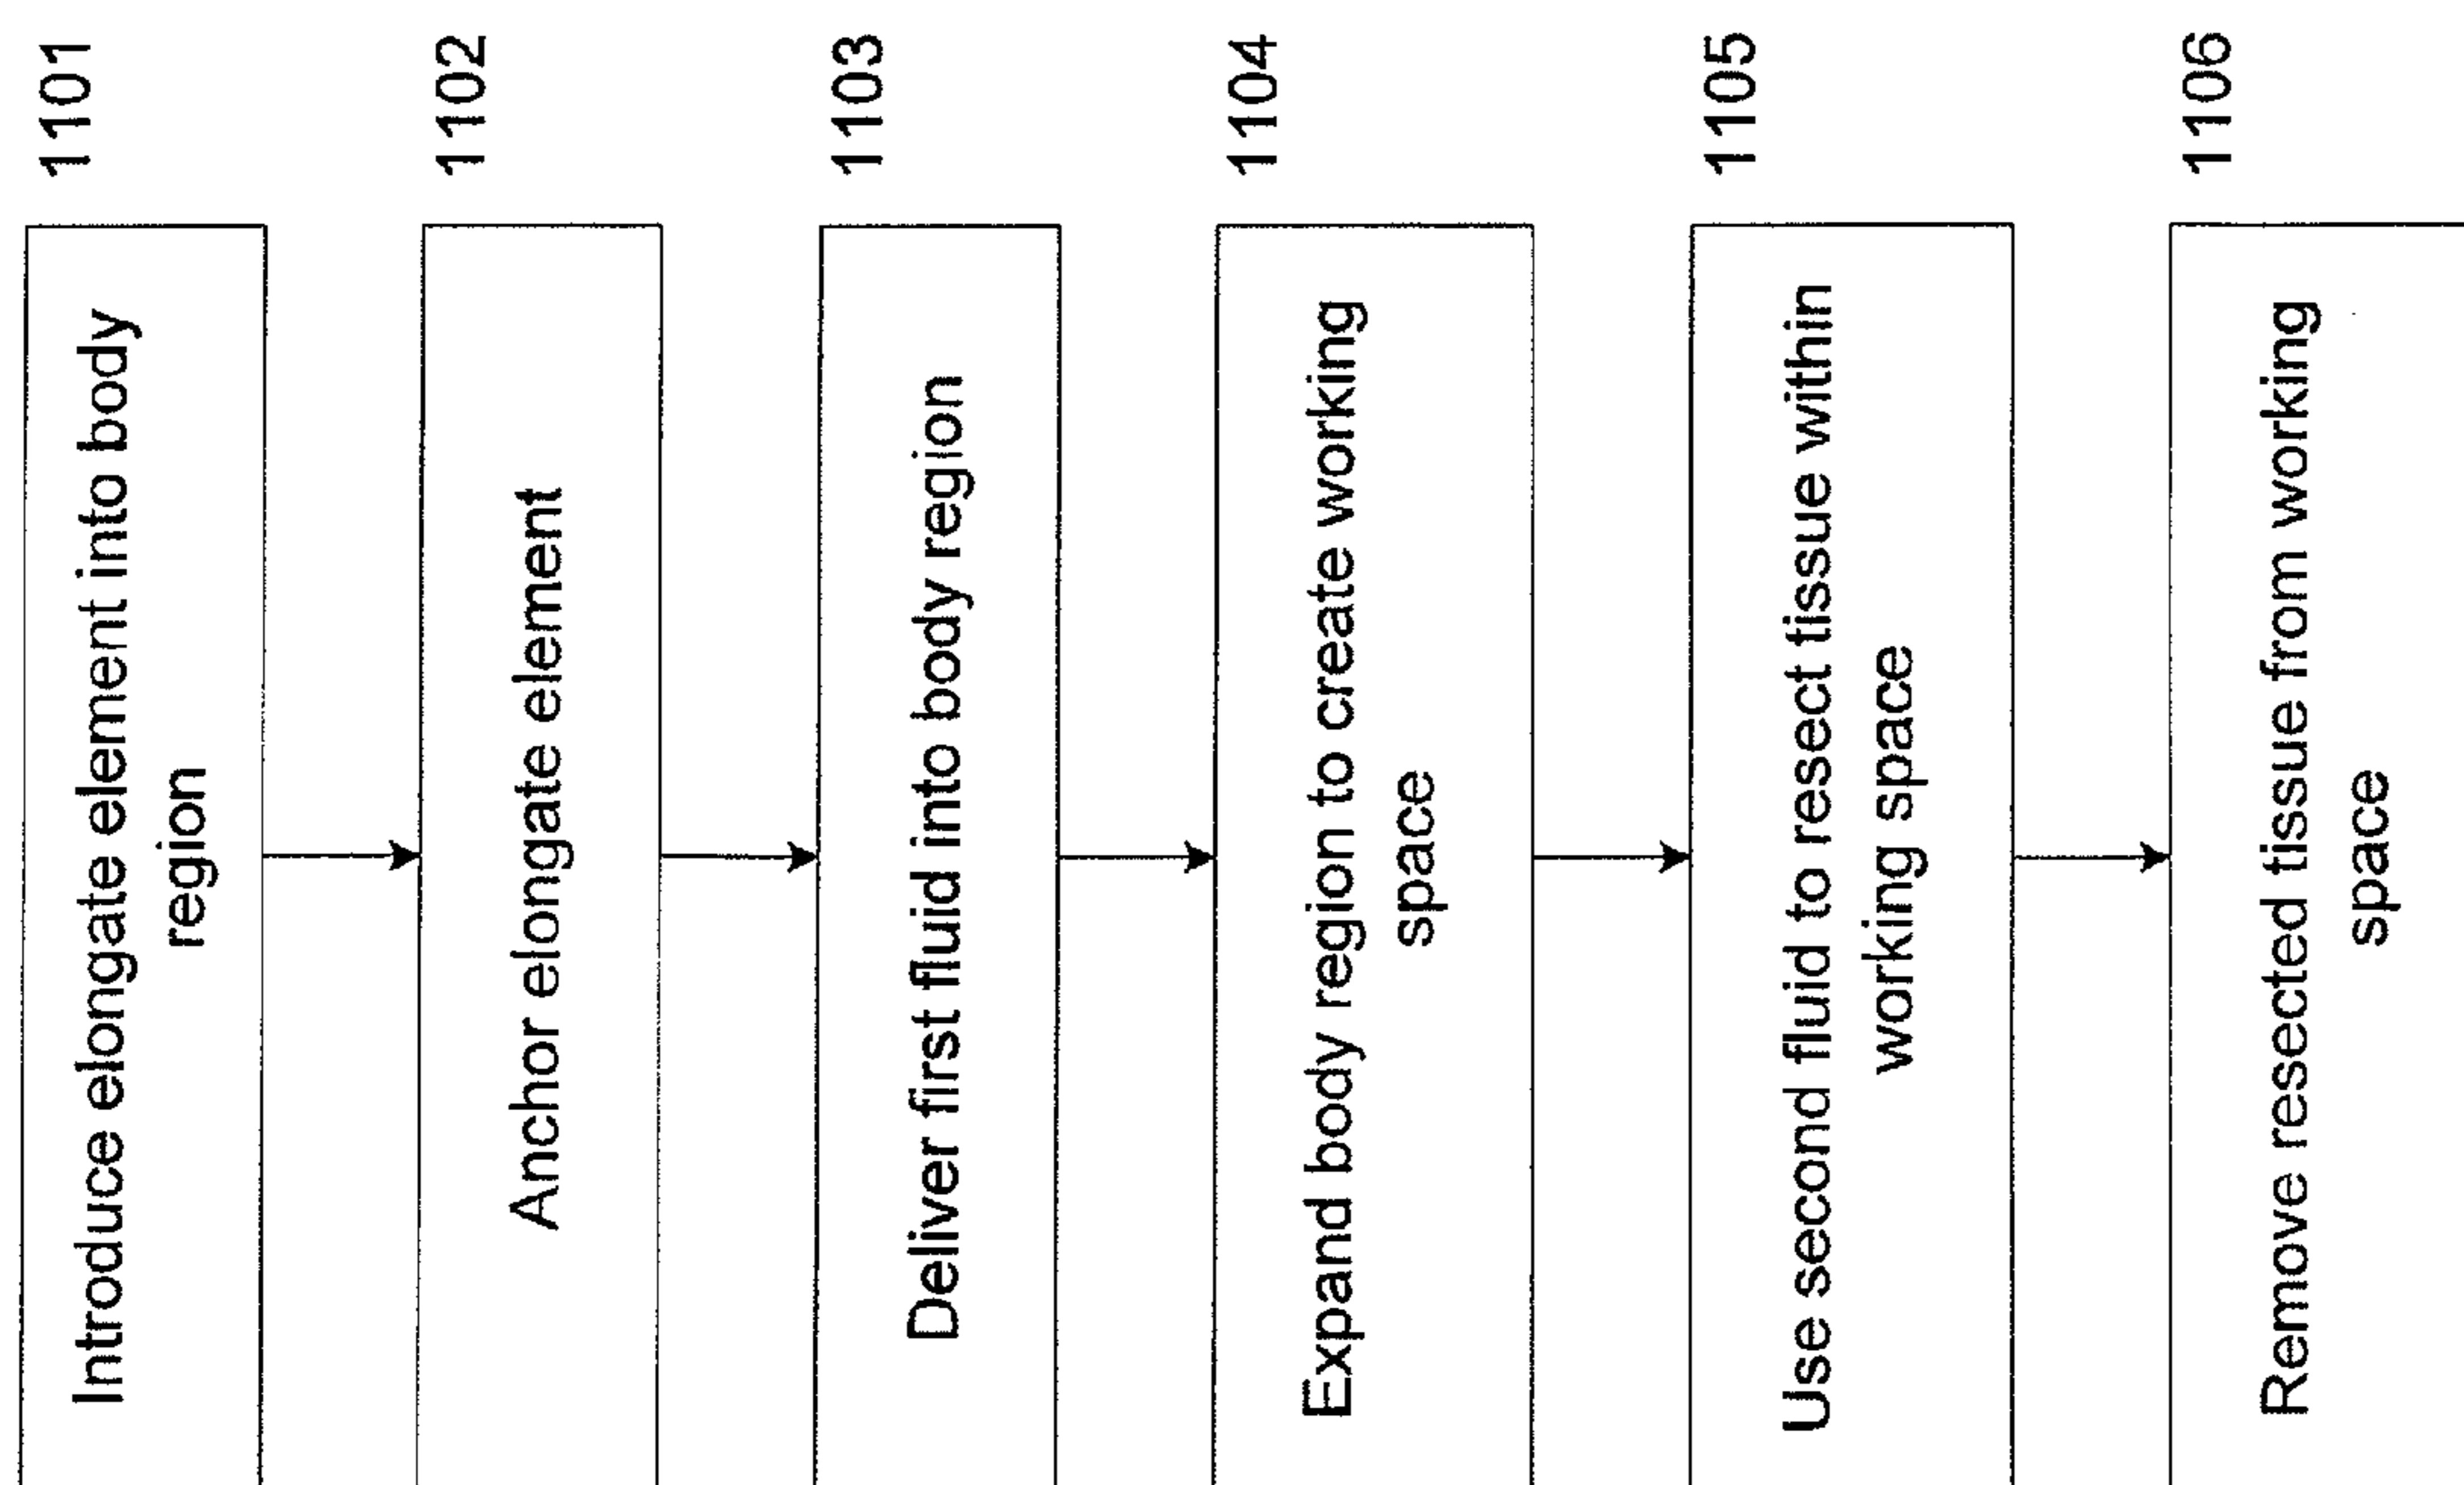 1101
Introduce elongate element into body
region
1102
Anchor elongate element
1103
Deliver first fluid into body region
1104
Expand body region to create working
space
1105
Use second fluid to resect tissue within
working space
1106
Remove resected tissue from working
space